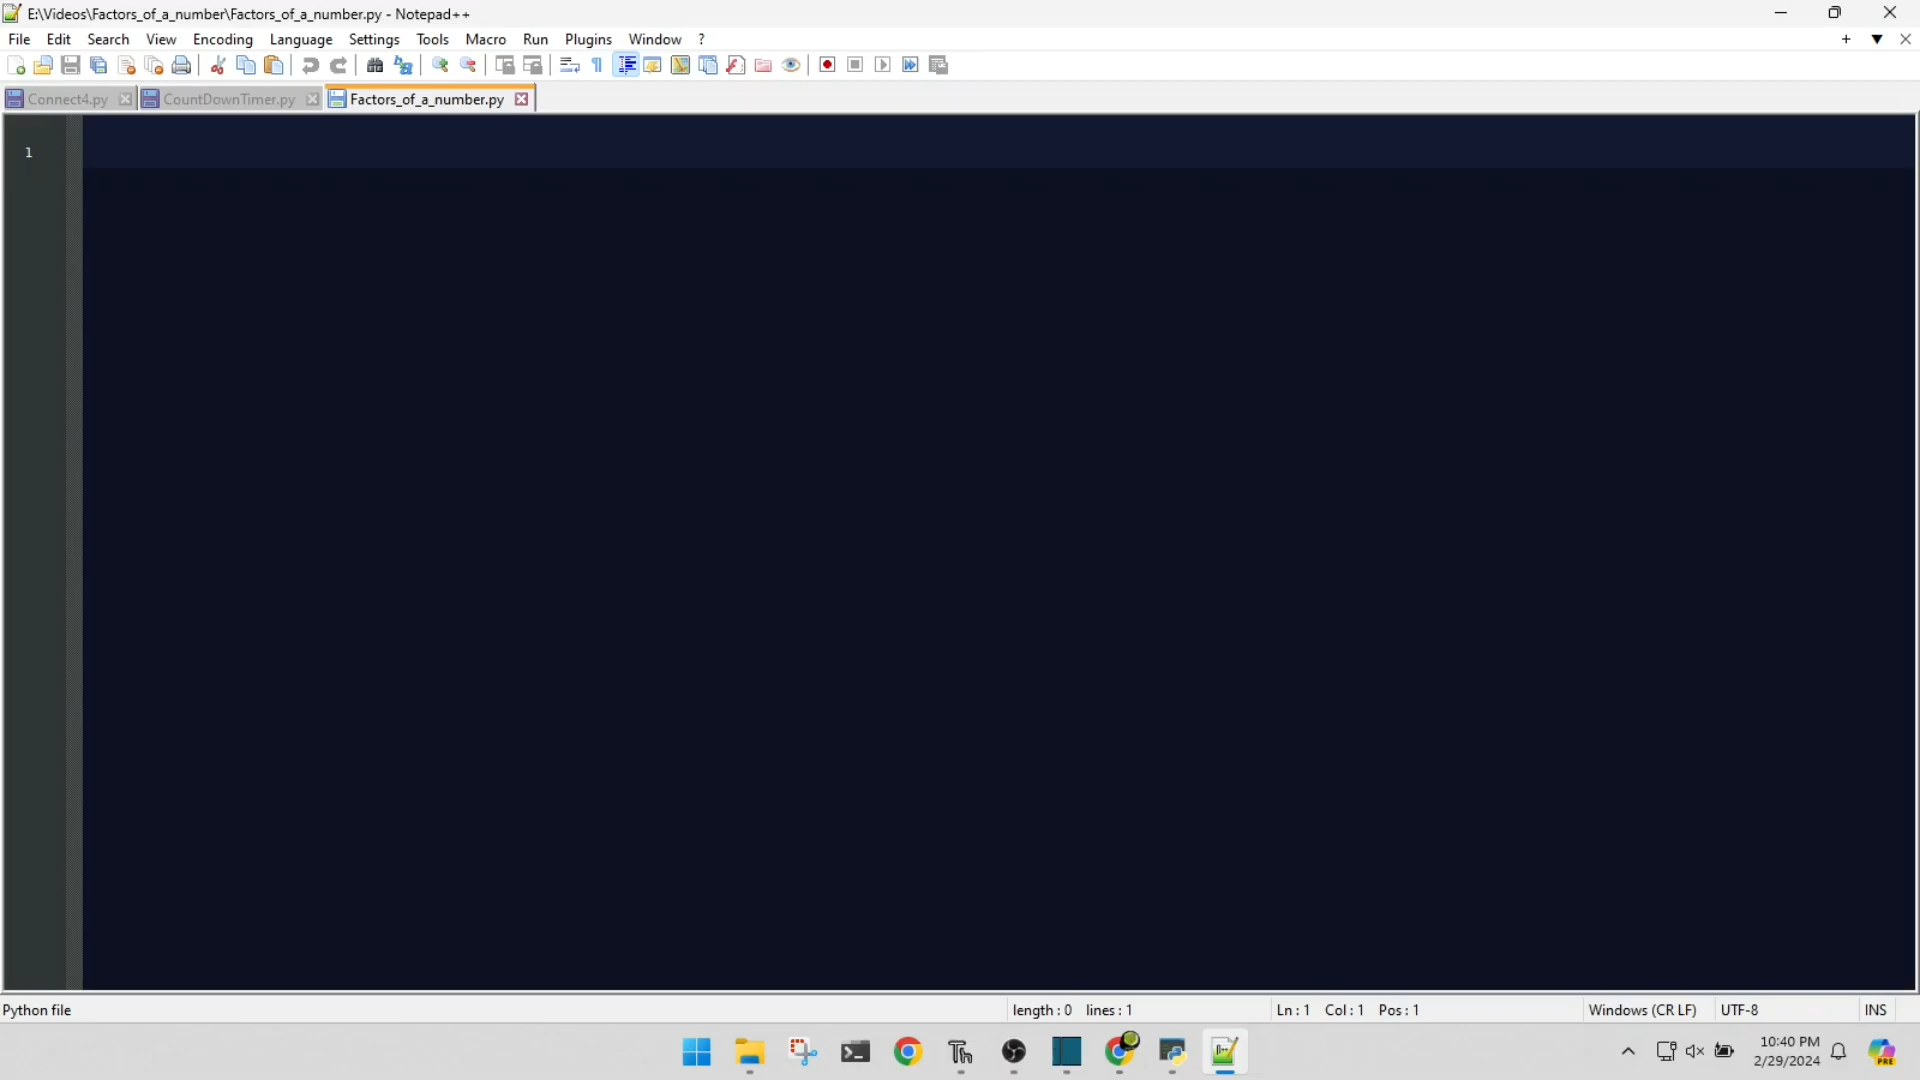 E:\Videos\Factors_of_a_number\Factors_of_a_number.py - Notepad++
File Edit Search View Encoding Language Settings Tools Macro Run Plugins Window ?
Connect4.py CountDownTimer.py Factors_of_a_number.py
1
Python file length : 0 lines : 1 Ln : 1 Col : 1 Pos : 1 Windows (CR LF) UTF-8 INS
10:40 PM
2/29/2024
PRE